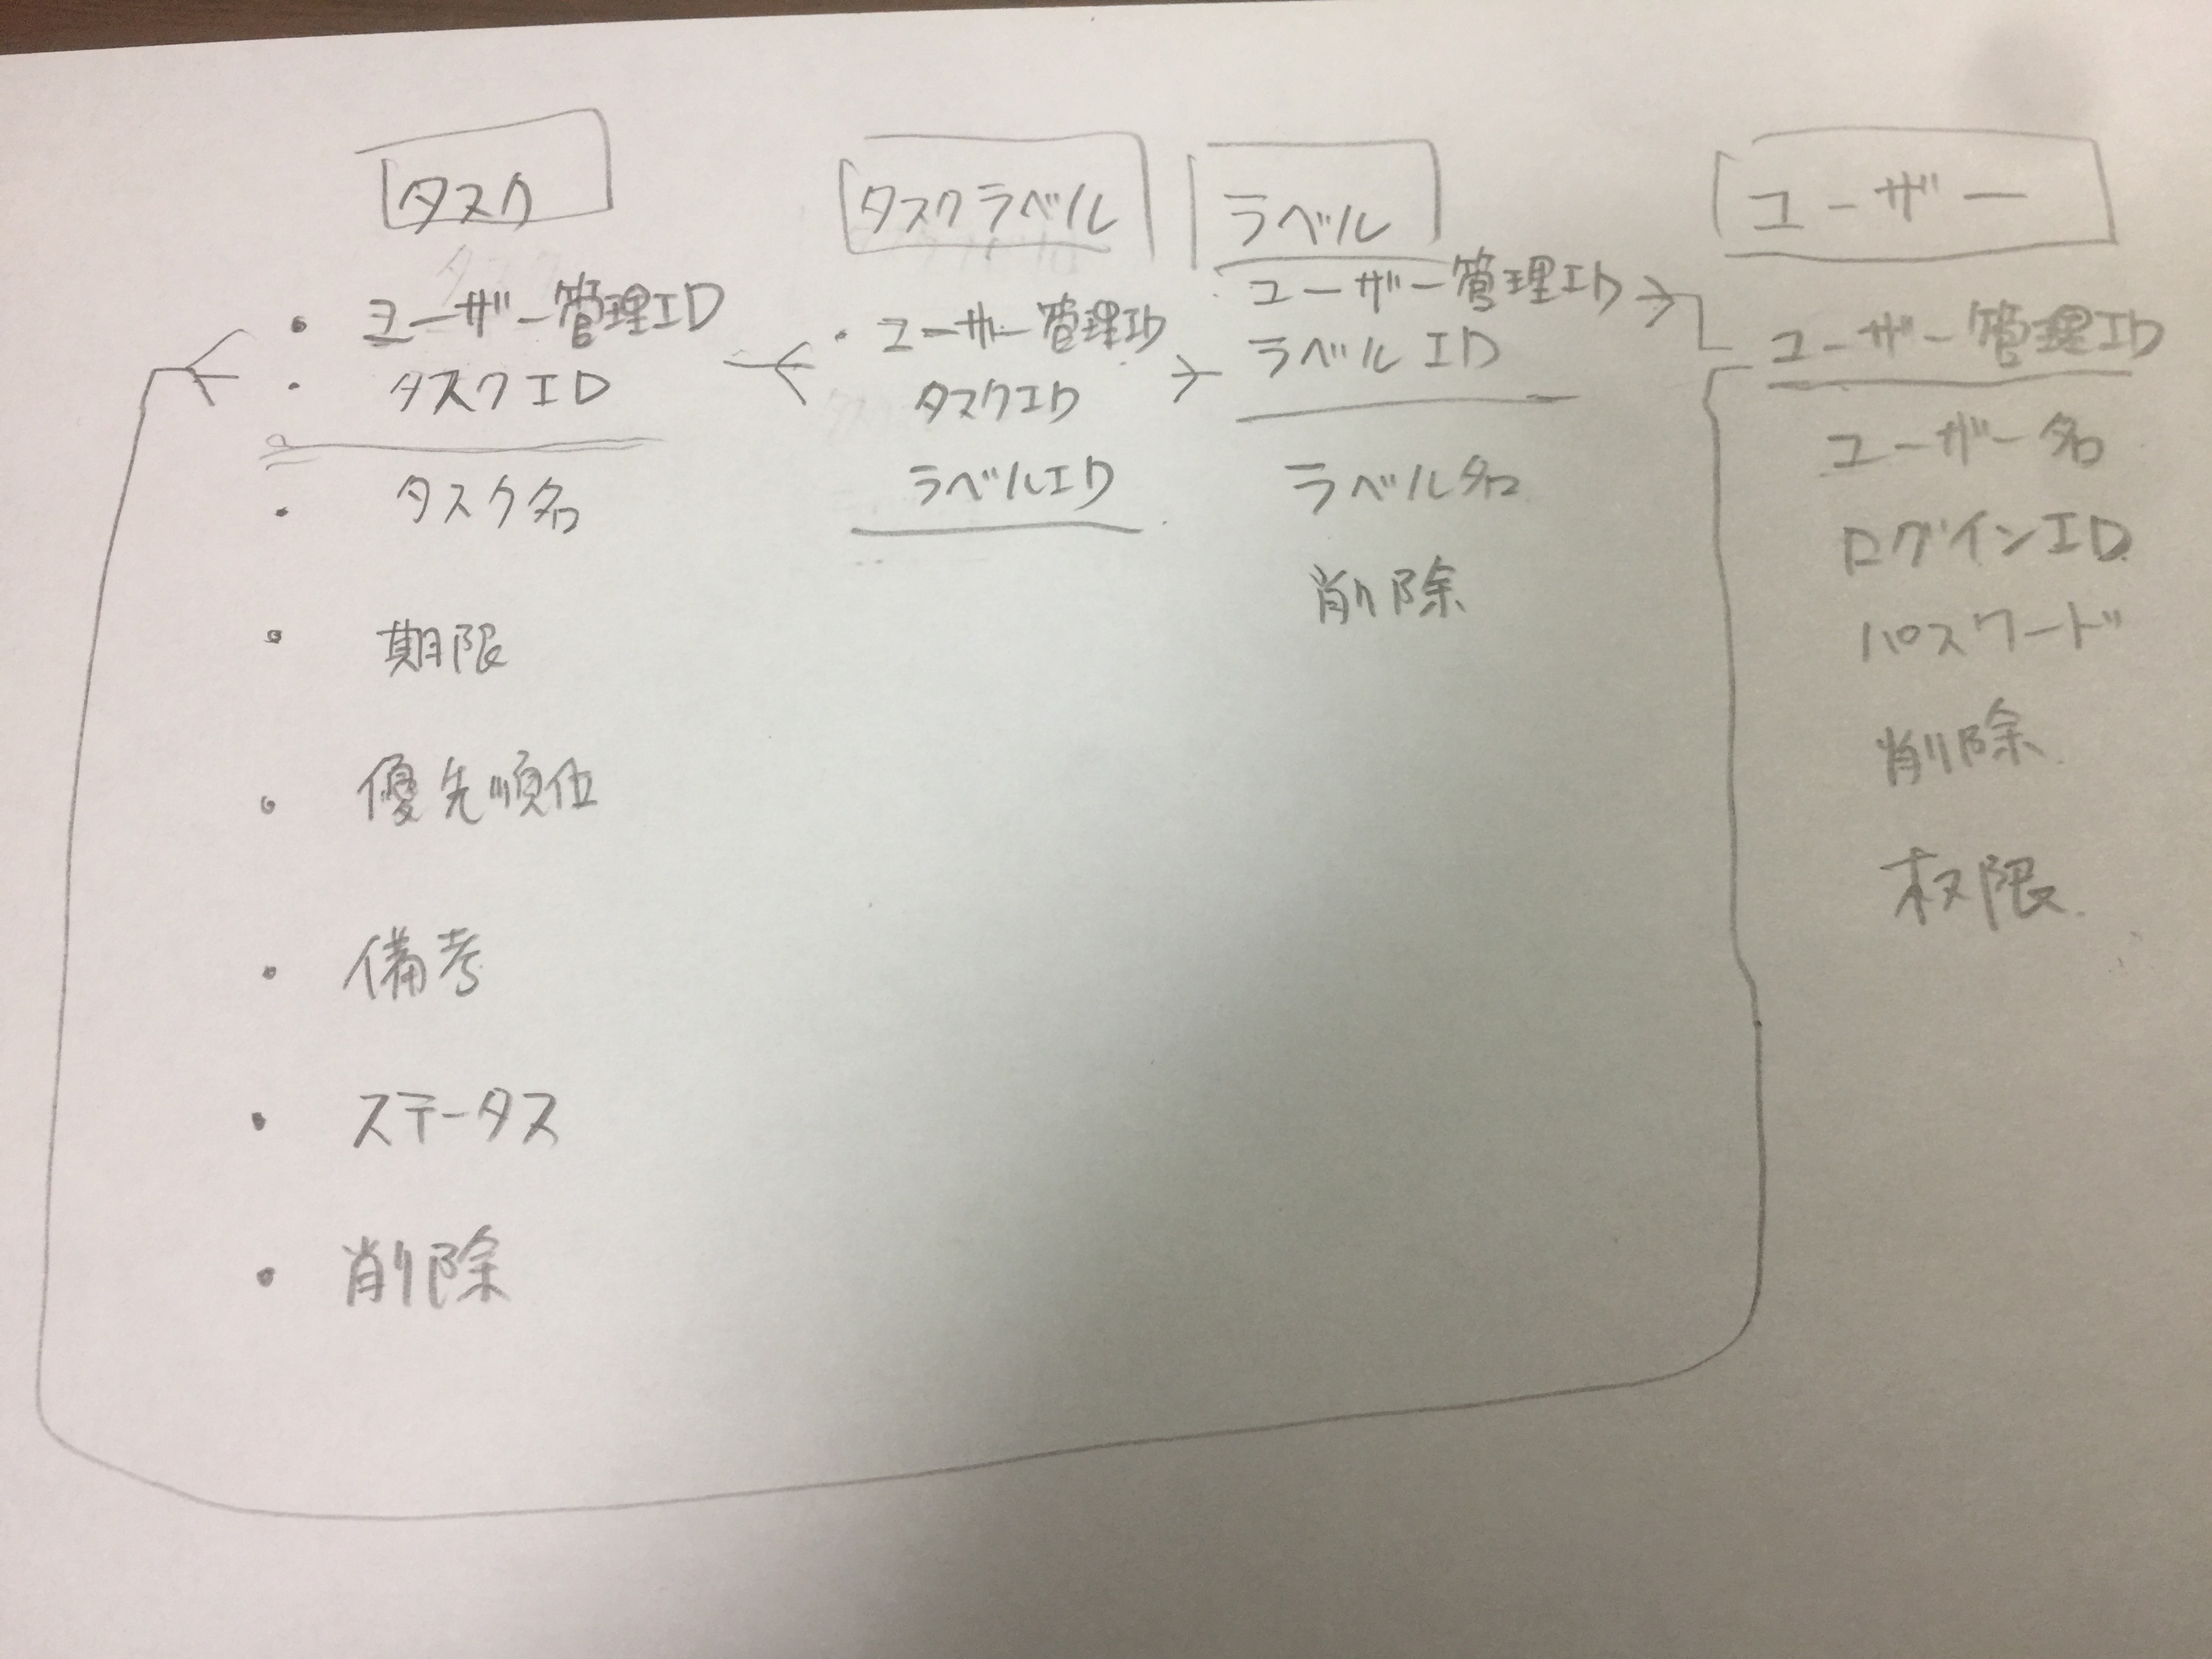 タスク
ユーザー管理ID
タスクID
タスク名
期限
優先順位
備考
ステータス
削除
タスクラベル
ユーザー管理ID
タスクID
ラベルID
ラベル
ユーザー管理ID
ラベルID
ラベル名
削除
ユーザー
ユーザー管理ID
ユーザー名
ログインID
パスワード
削除
权限